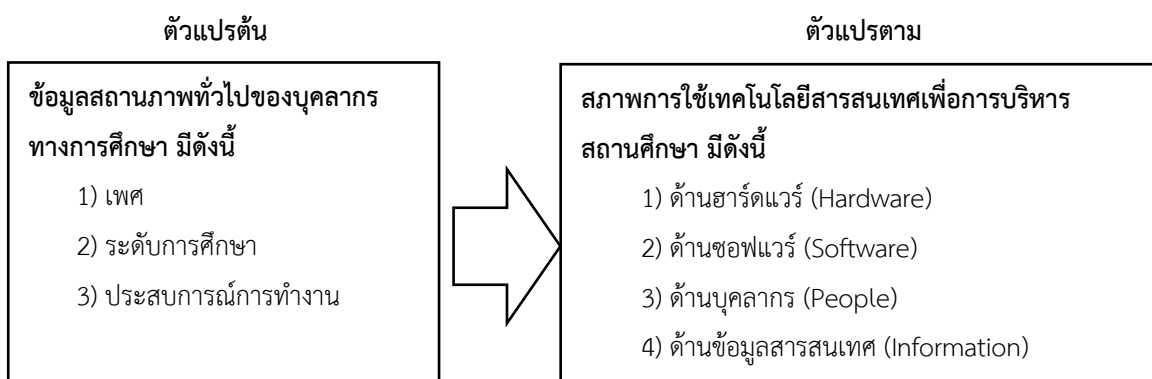 ตัวแปรต้น
ข้อมูลสถานภาพทั่วไปของบุคลากร
ทางการศึกษา มีดังนี้
1) เพศ
2) ระดับการศึกษา
3) ประสบการณ์การทำงาน
ตัวแปรตาม
สภาพการใช้เทคโนโลยีสารสนเทศเพื่อการบริหาร
สถานศึกษา มีดังนี้
1) ด้านฮาร์ดแวร์ (Hardware)
2) ด้านซอฟแวร์ (Software)
3) ด้านบุคลากร (People)
4) ด้านข้อมูลสารสนเทศ (Information)